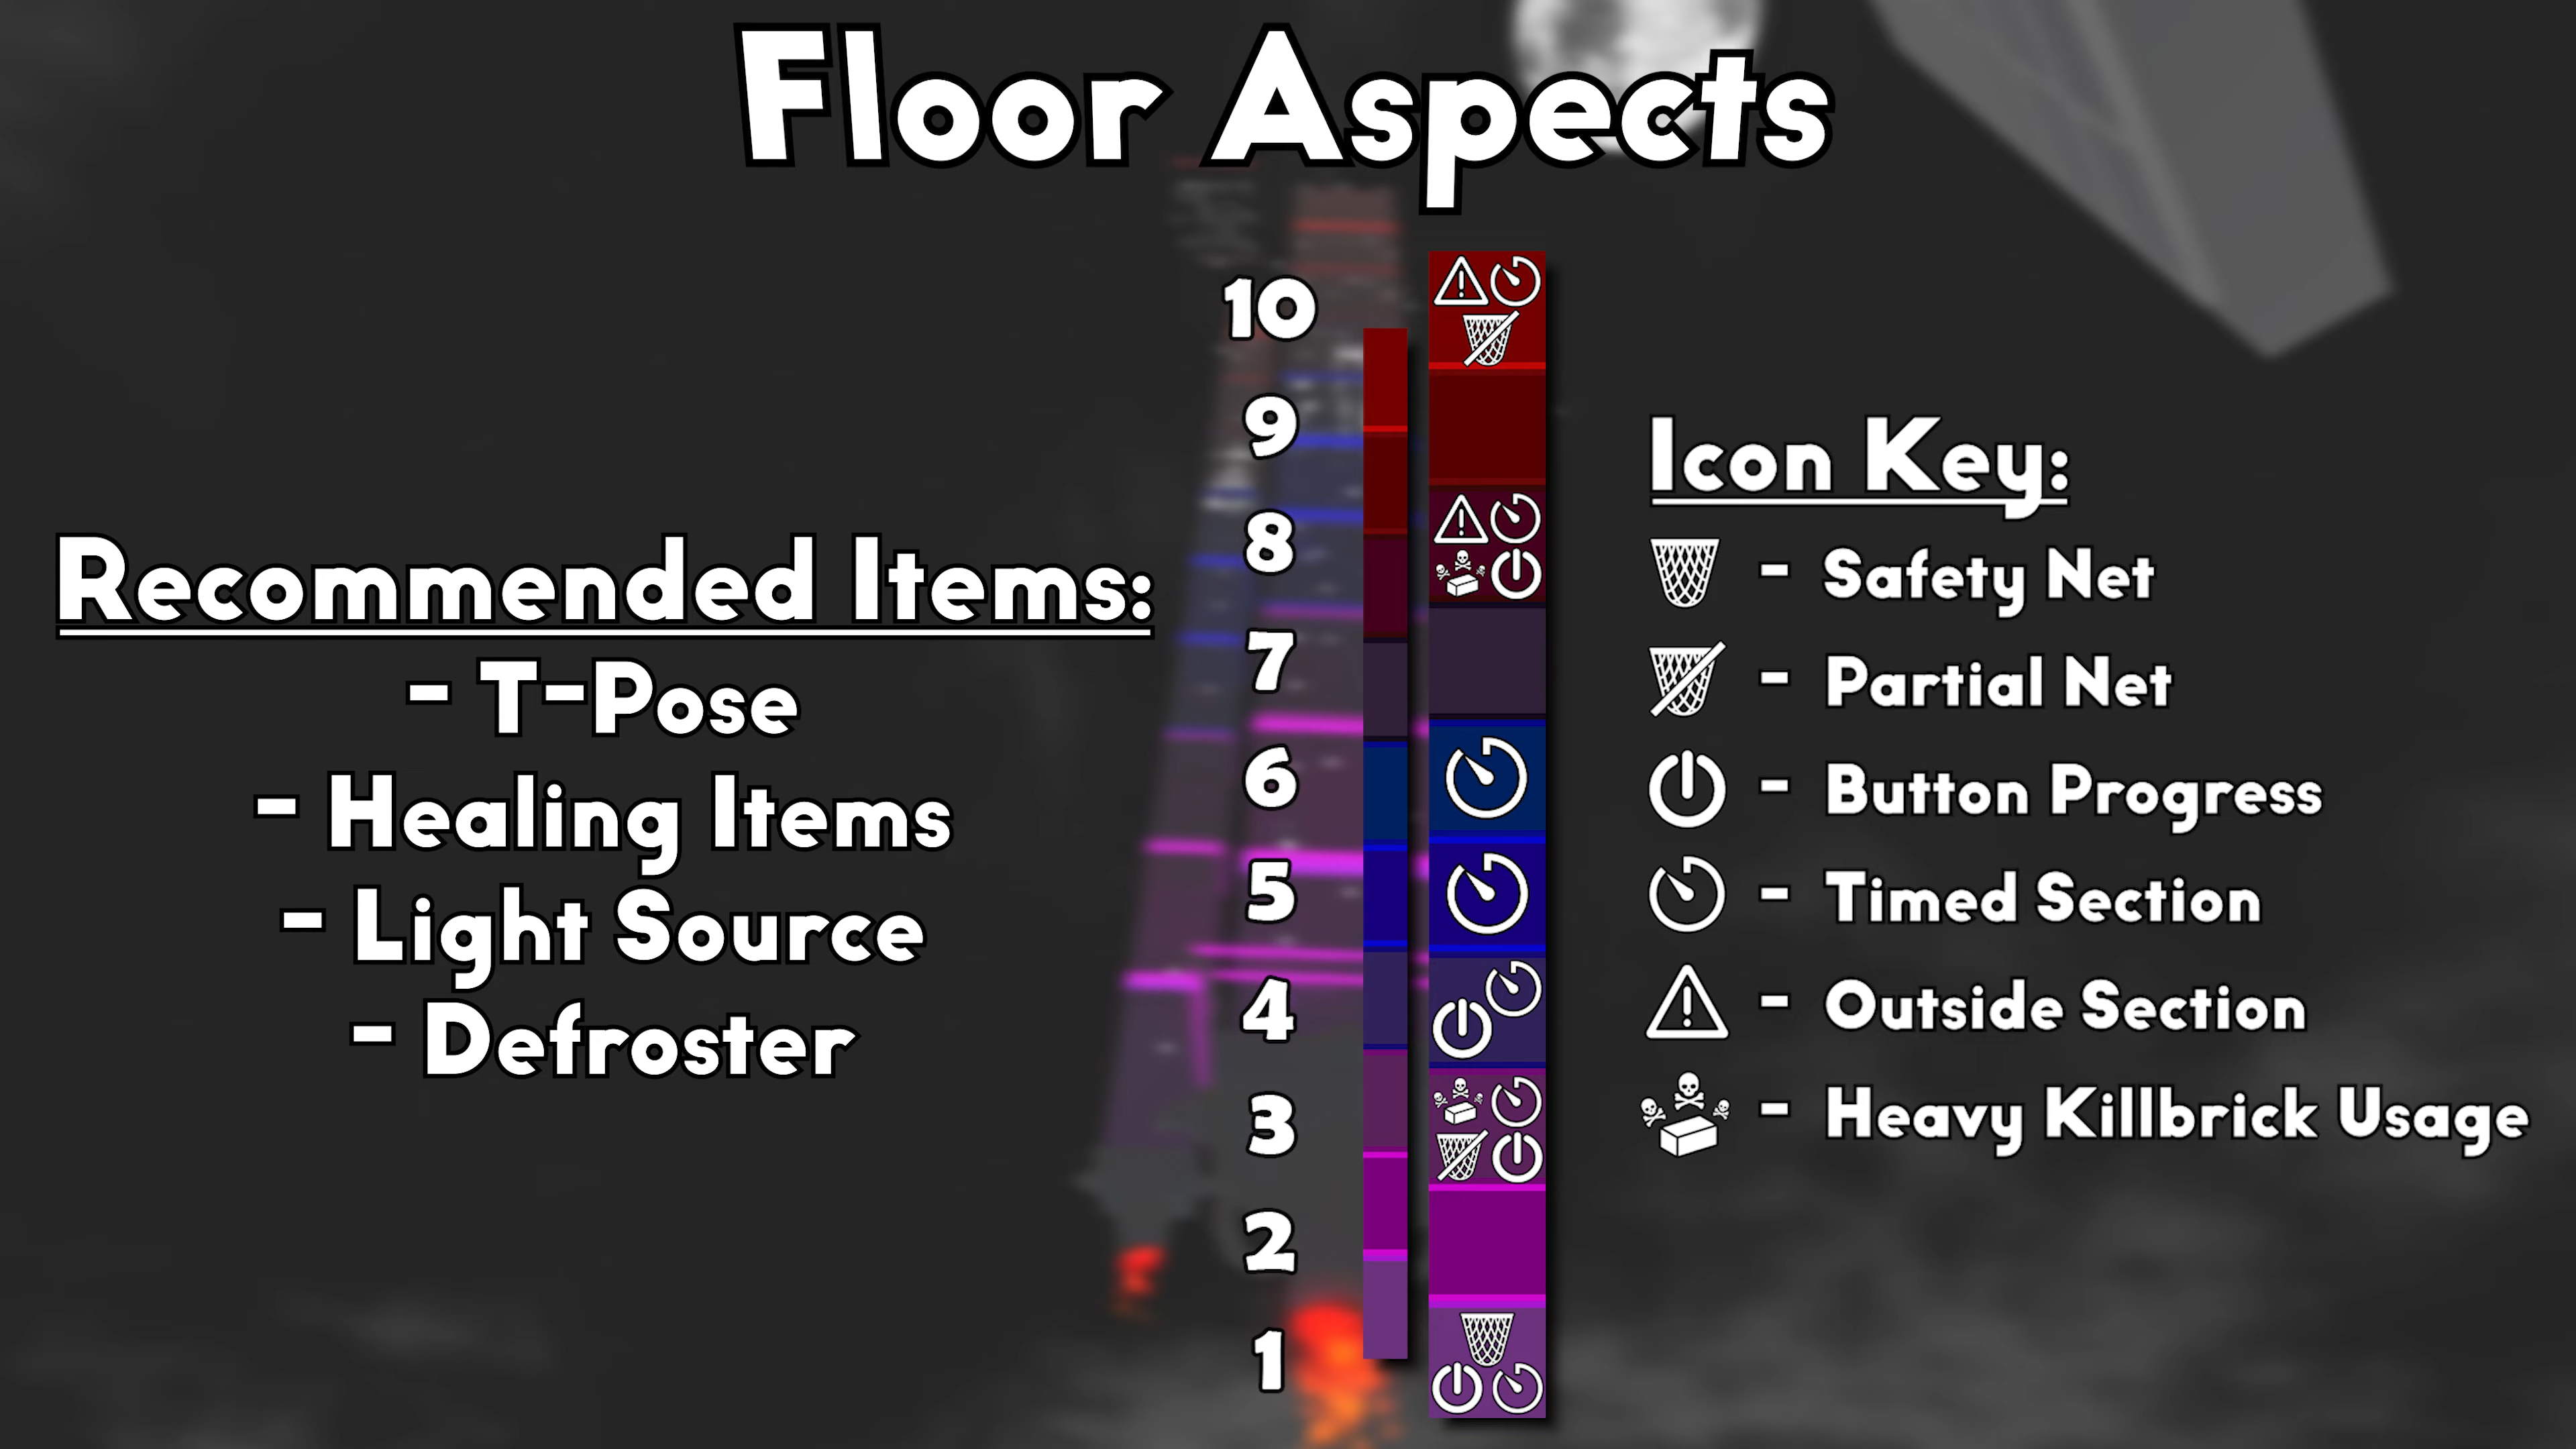 Floor Aspects
Recommended Items:
- T-Pose
- Healing Items
- Light Source
- Defroster
10
9
8
7
6
5
4
3
2
1
Icon Key:
- Safety Net
- Partial Net
- Button Progress
- Timed Section
- Outside Section
- Heavy Killbrick Usage